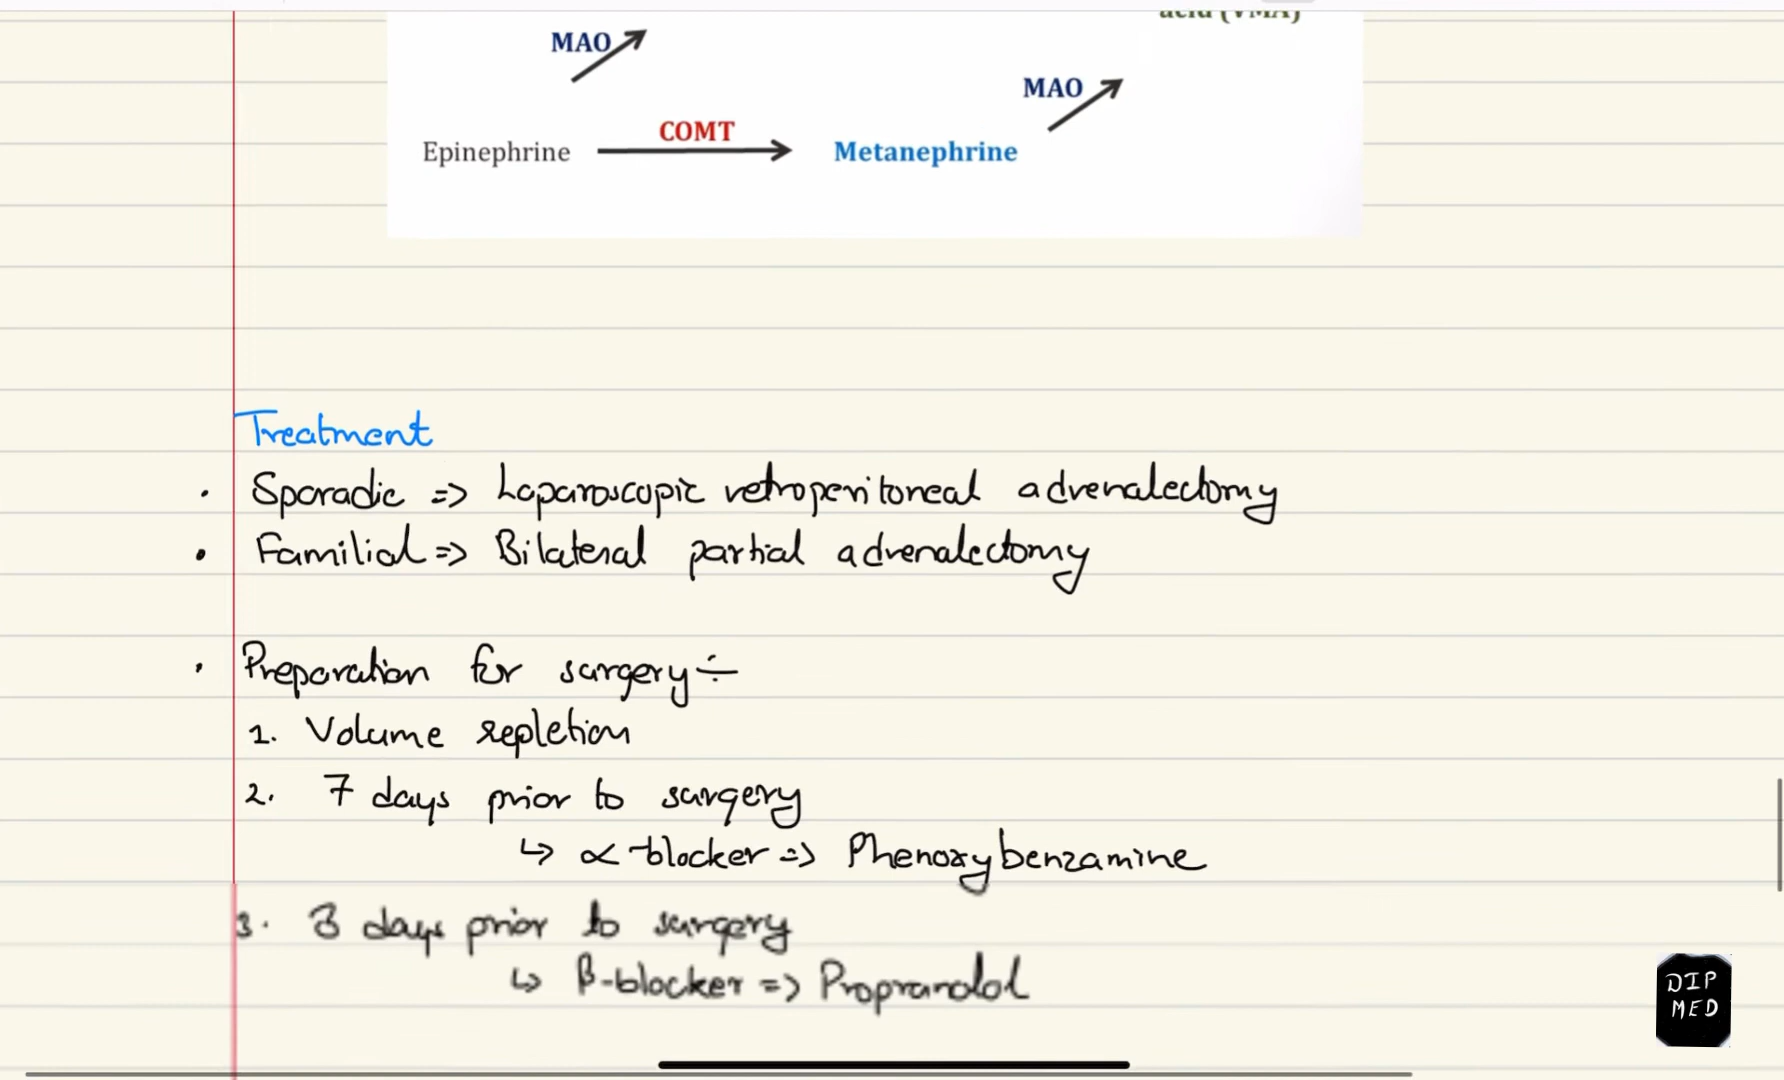 acid (VMA)
MAO
MAO
COMT
Epinephrine
Metanephrine
Treatment
• Sporadic => Laparoscopic retroperitoneal adrenalectomy
• Familial => Bilateral partial adrenalectomy
• Preparation for surgery ÷
1. Volume repletion
2. 7 days prior to surgery
↳ ∝-blocker => Phenoxybenzamine
3. 3 days prior to surgery
↳ β-blocker => Propranolol
DIP
MED